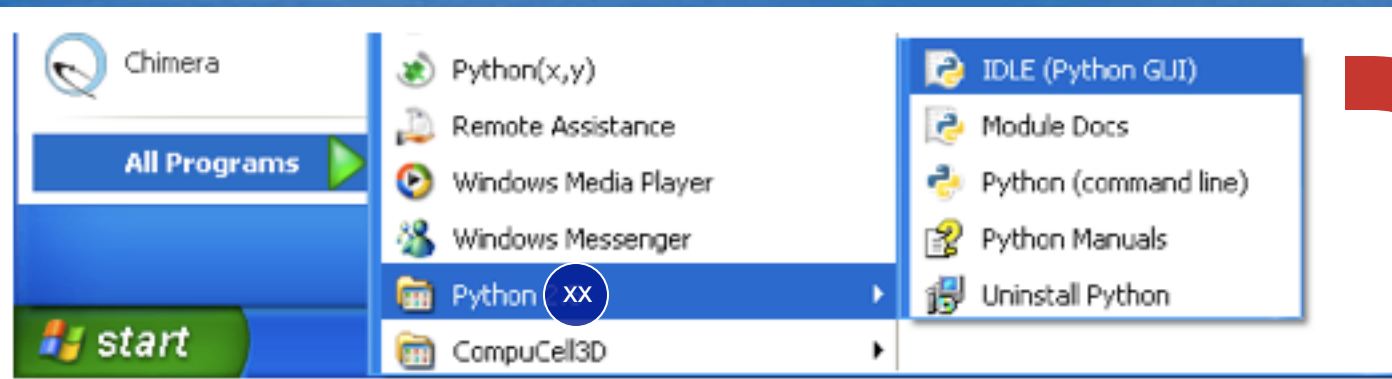 Chimera
All Programs
start
Python(x,y)
Remote Assistance
Windows Media Player
Windows Messenger
Python XX
CompuCell3D
IDLE (Python GUI)
Module Docs
Python (command line)
Python Manuals
Uninstall Python